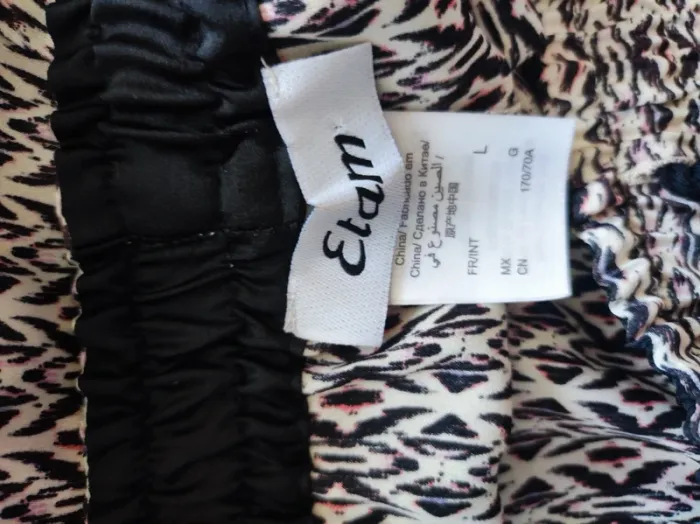 Etam
China/ Fabricado em
China/ Сделано в Китае/
العين مصنوع في /
原产地中国
FR/INT L
MX G
CN 170/70A